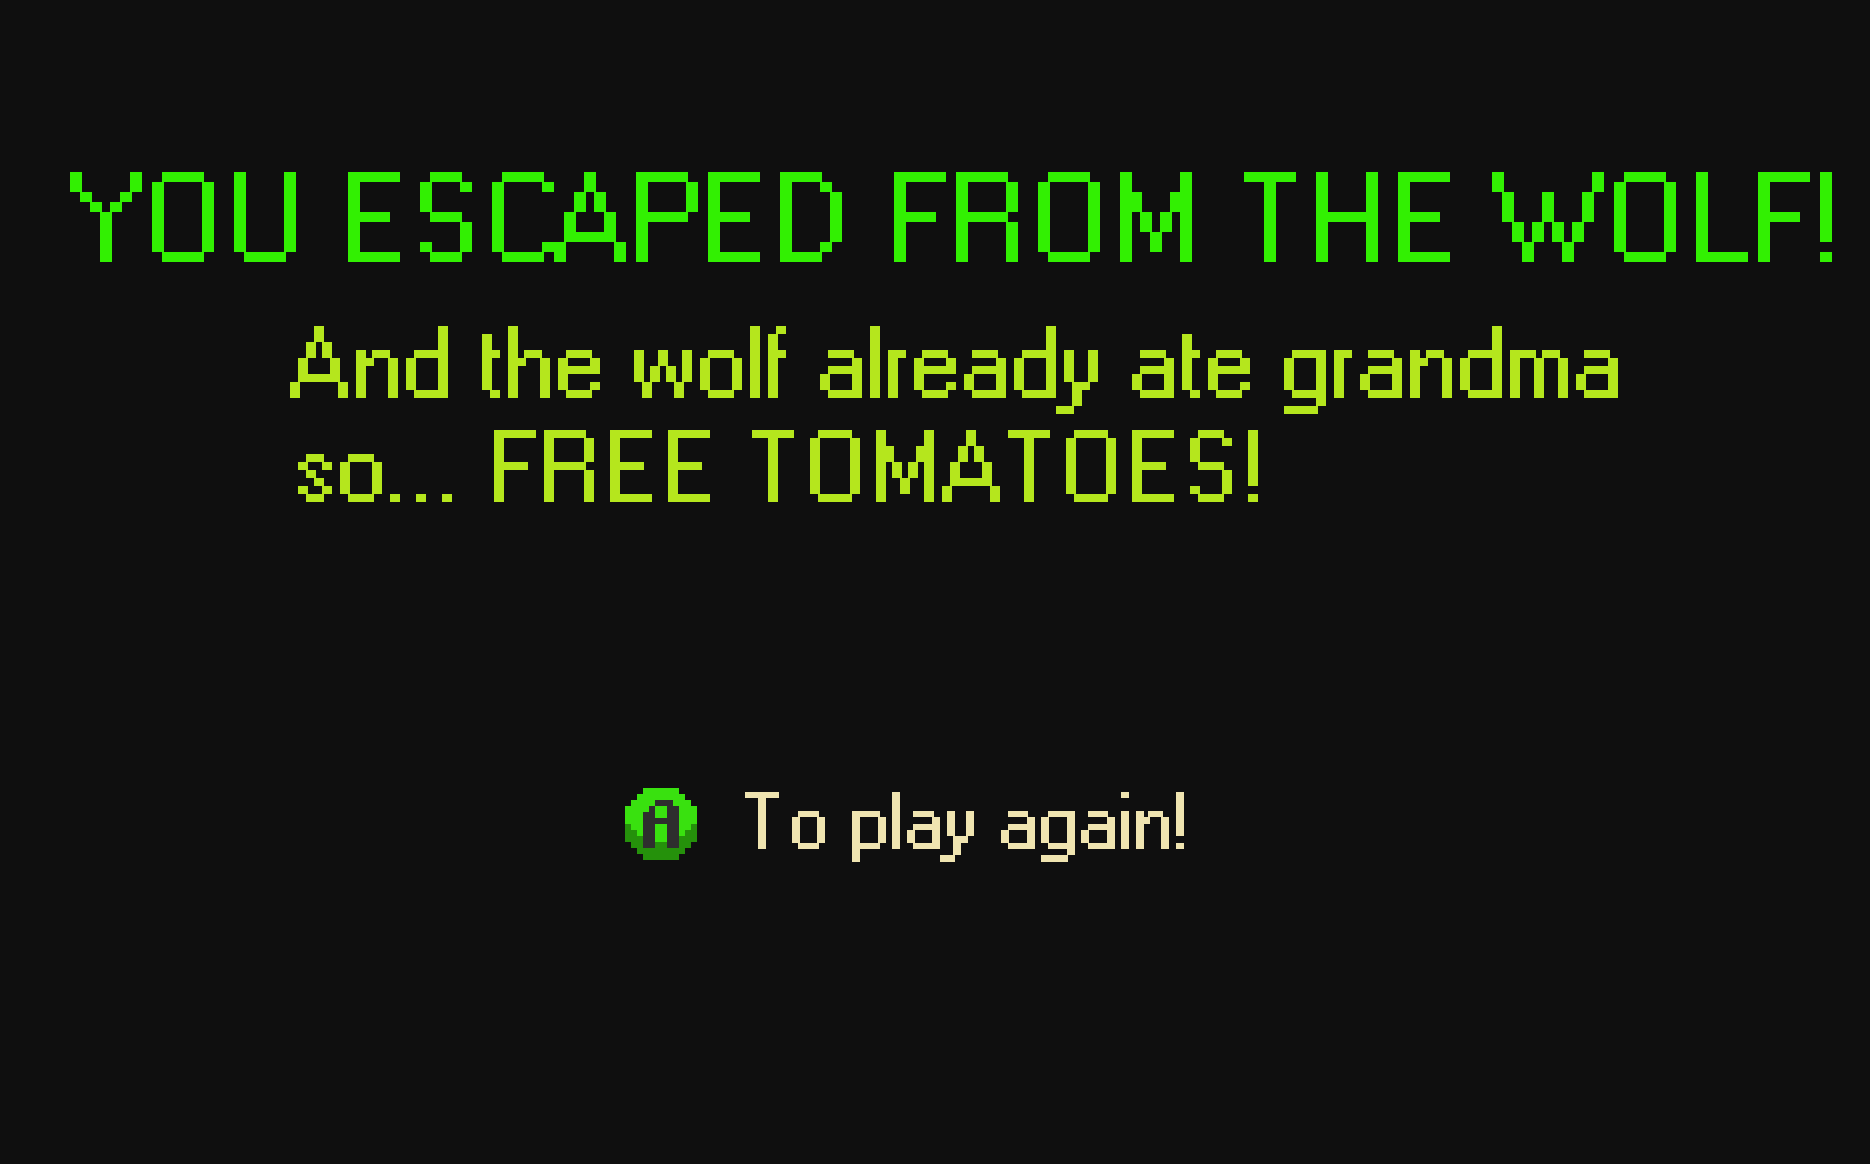 YOU ESCAPED FROM THE WOLF!
And the wolf already ate grandma
so... FREE TOMATOES!
A To play again!